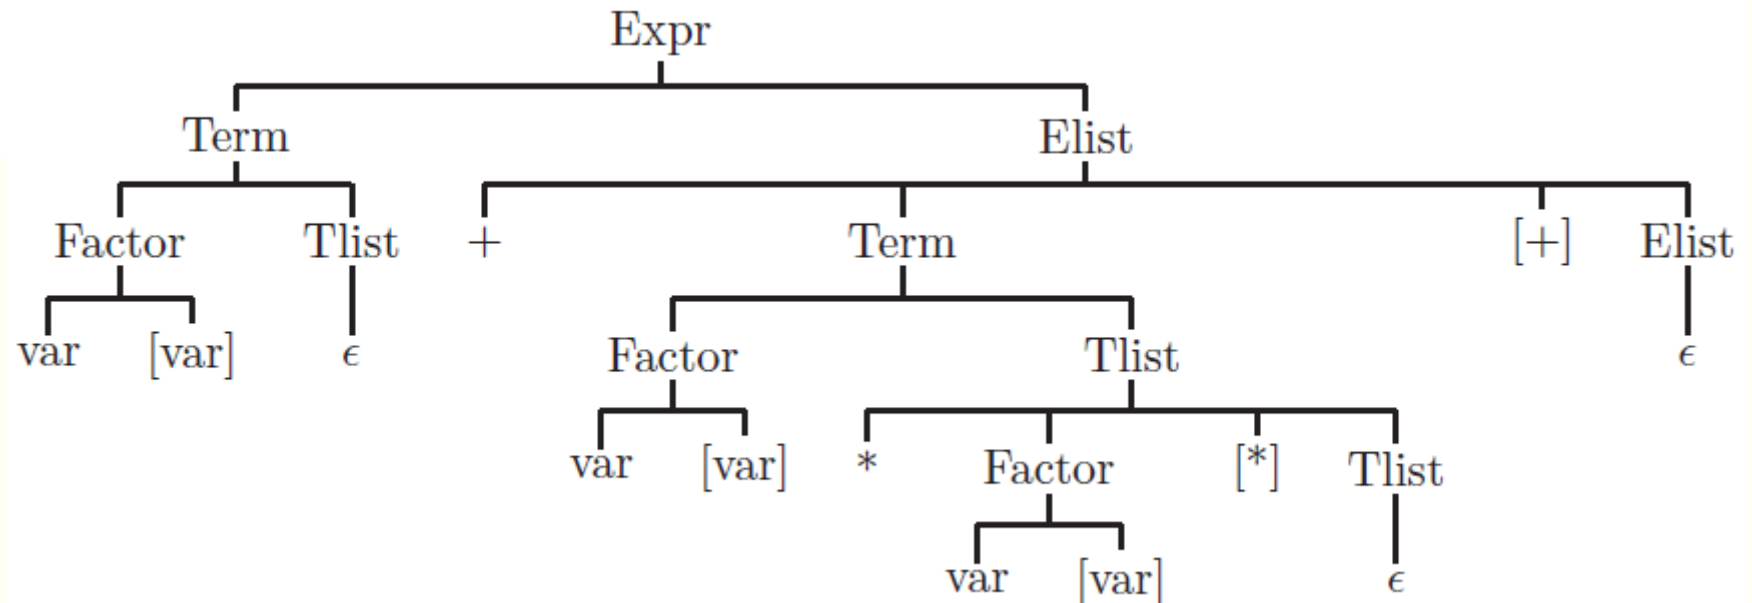 Expr
Term Elist
Factor Tlist + Term [+] Elist
var [var] ϵ Factor Tlist ϵ
var [var] * Factor [*] Tlist
var [var] ϵ